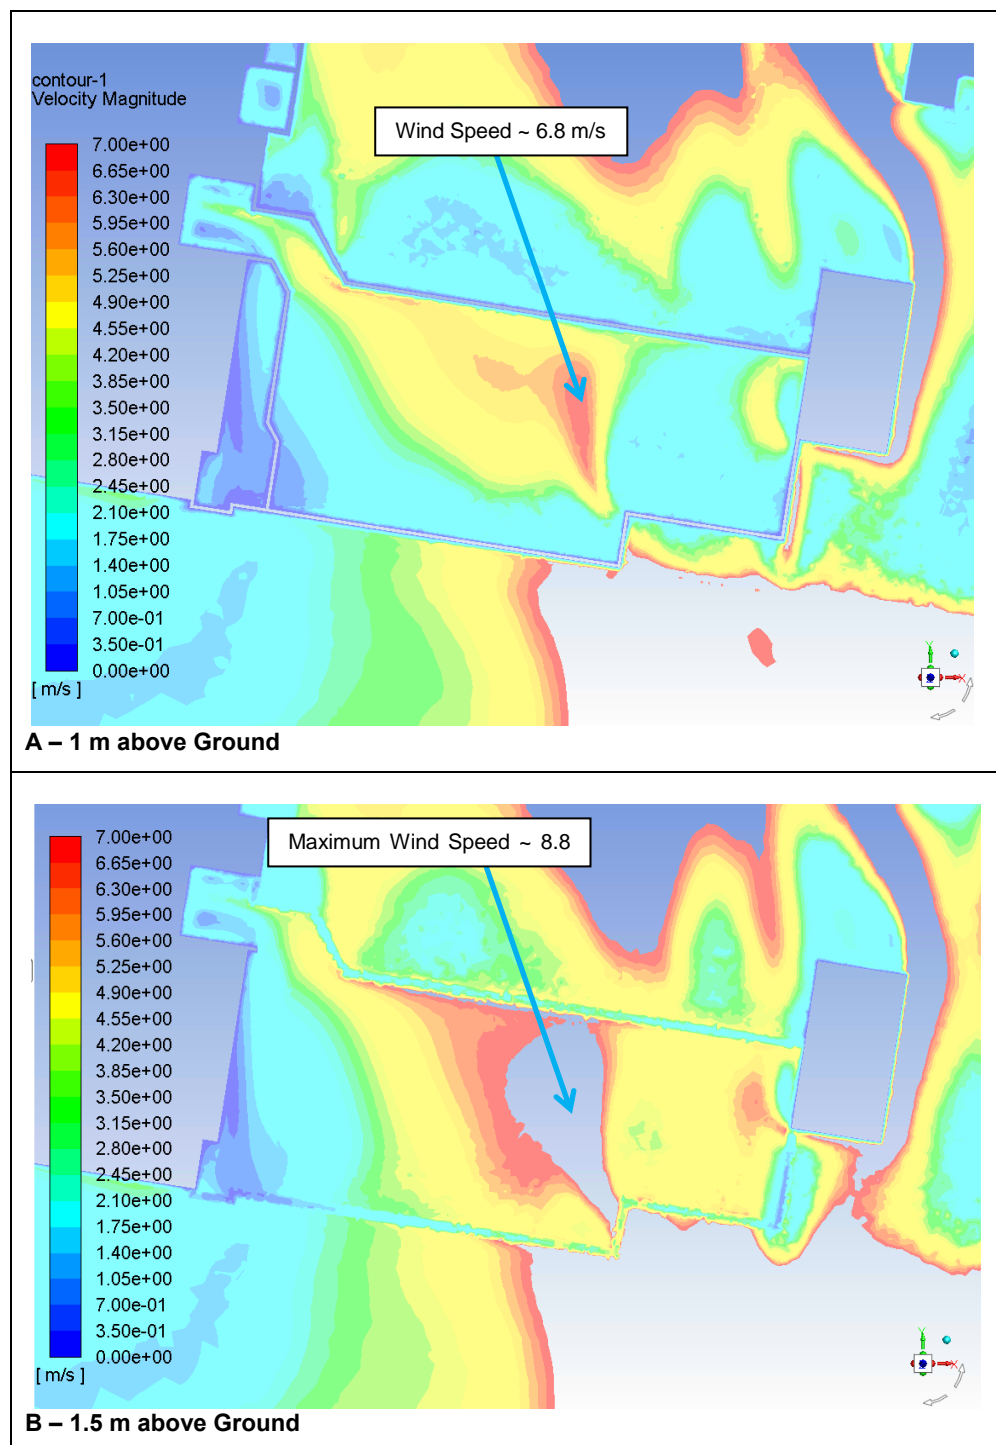 contour-1
Velocity Magnitude
Wind Speed ~ 6.8 m/s
7.00e+00
6.65e+00
6.30e+00
5.95e+00
5.60e+00
5.25e+00
4.90e+00
4.55e+00
4.20e+00
3.85e+00
3.50e+00
3.15e+00
2.80e+00
2.45e+00
2.10e+00
1.75e+00
1.40e+00
1.05e+00
7.00e-01
3.50e-01
0.00e+00
[ m/s ]
Y
X
A – 1 m above Ground
Maximum Wind Speed ~ 8.8
7.00e+00
6.65e+00
6.30e+00
5.95e+00
5.60e+00
5.25e+00
4.90e+00
4.55e+00
4.20e+00
3.85e+00
3.50e+00
3.15e+00
2.80e+00
2.45e+00
2.10e+00
1.75e+00
1.40e+00
1.05e+00
7.00e-01
3.50e-01
0.00e+00
[ m/s ]
Y
X
B – 1.5 m above Ground